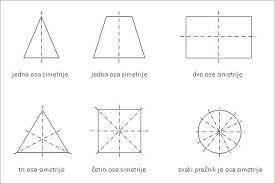 jedna osa simetrije
jedna osa simetrije
dve ose simetrije
tri ose simetrije
četiri ose simetrije
svaki prečnik je osa simetrije